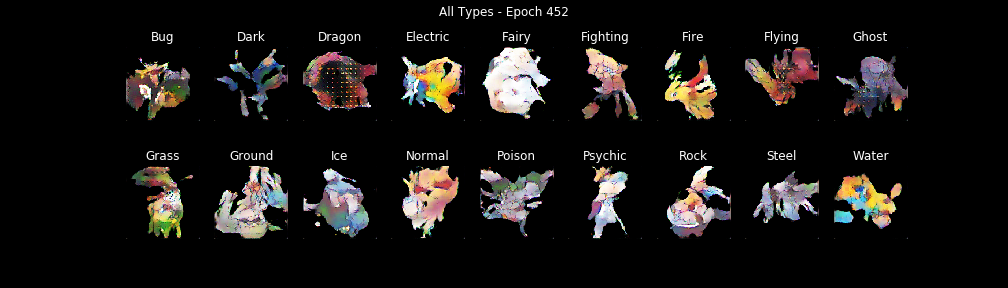 All Types - Epoch 452
Bug Dark Dragon Electric Fairy Fighting Fire Flying Ghost
Grass Ground Ice Normal Poison Psychic Rock Steel Water